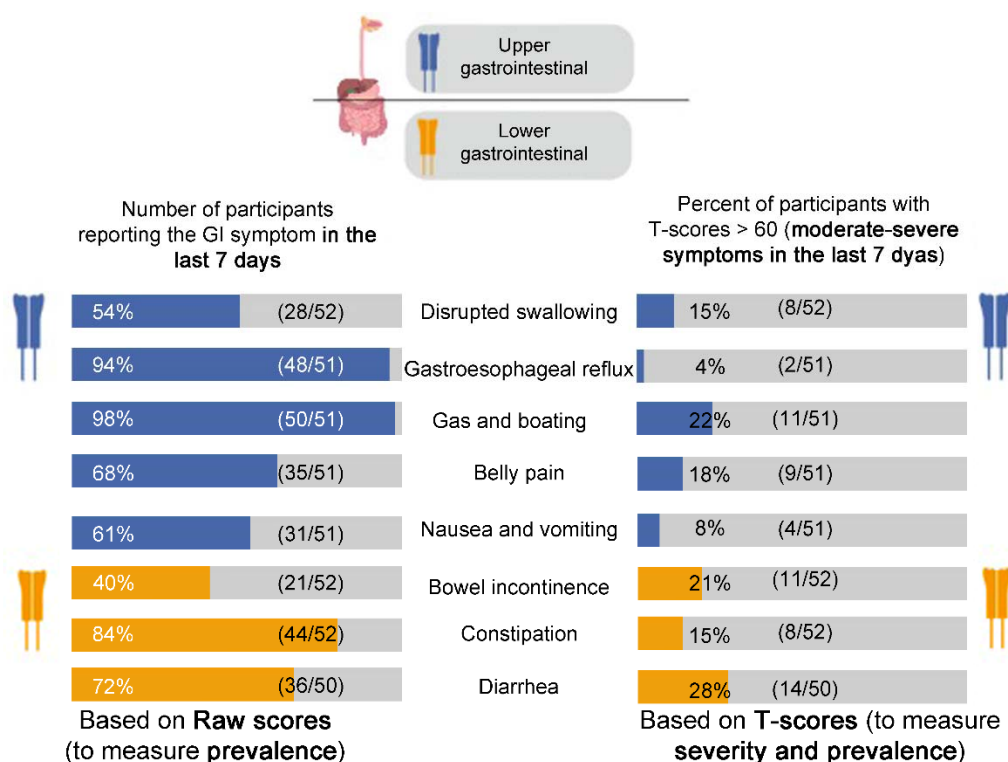 Upper
gastrointestinal
Lower
gastrointestinal
Number of participants
reporting the GI symptom in the
last 7 days
Percent of participants with
T-scores > 60 (moderate-severe
symptoms in the last 7 dyas)
54% (28/52) Disrupted swallowing 15% (8/52)
94% (48/51) Gastroesophageal reflux 4% (2/51)
98% (50/51) Gas and boating 22% (11/51)
68% (35/51) Belly pain 18% (9/51)
61% (31/51) Nausea and vomiting 8% (4/51)
40% (21/52) Bowel incontinence 21% (11/52)
84% (44/52) Constipation 15% (8/52)
72% (36/50) Diarrhea 28% (14/50)
Based on Raw scores
(to measure prevalence)
Based on T-scores (to measure
severity and prevalence)